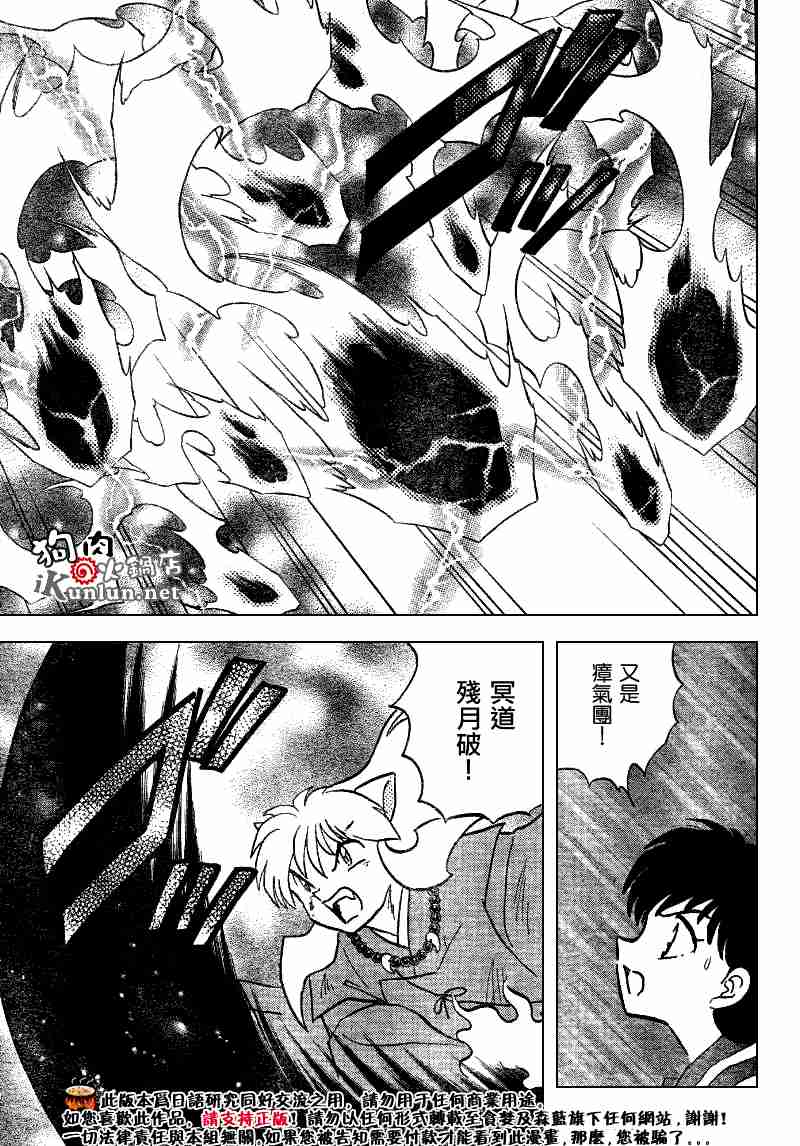 又是
瘴氣團！
冥道
殘月破！
狗肉
火鍋店
iKunlun.net
此版本爲日語研究同好交流之用，請勿用于任何商業用途，
如您喜歡此作品，請支持正版！請勿以任何形式轉載至貪婪及森藍旗下任何網站，謝謝！
一切法律責任與本組無關，如果您被告知需要付款才能看到此漫畫，那麼，您被騙了...